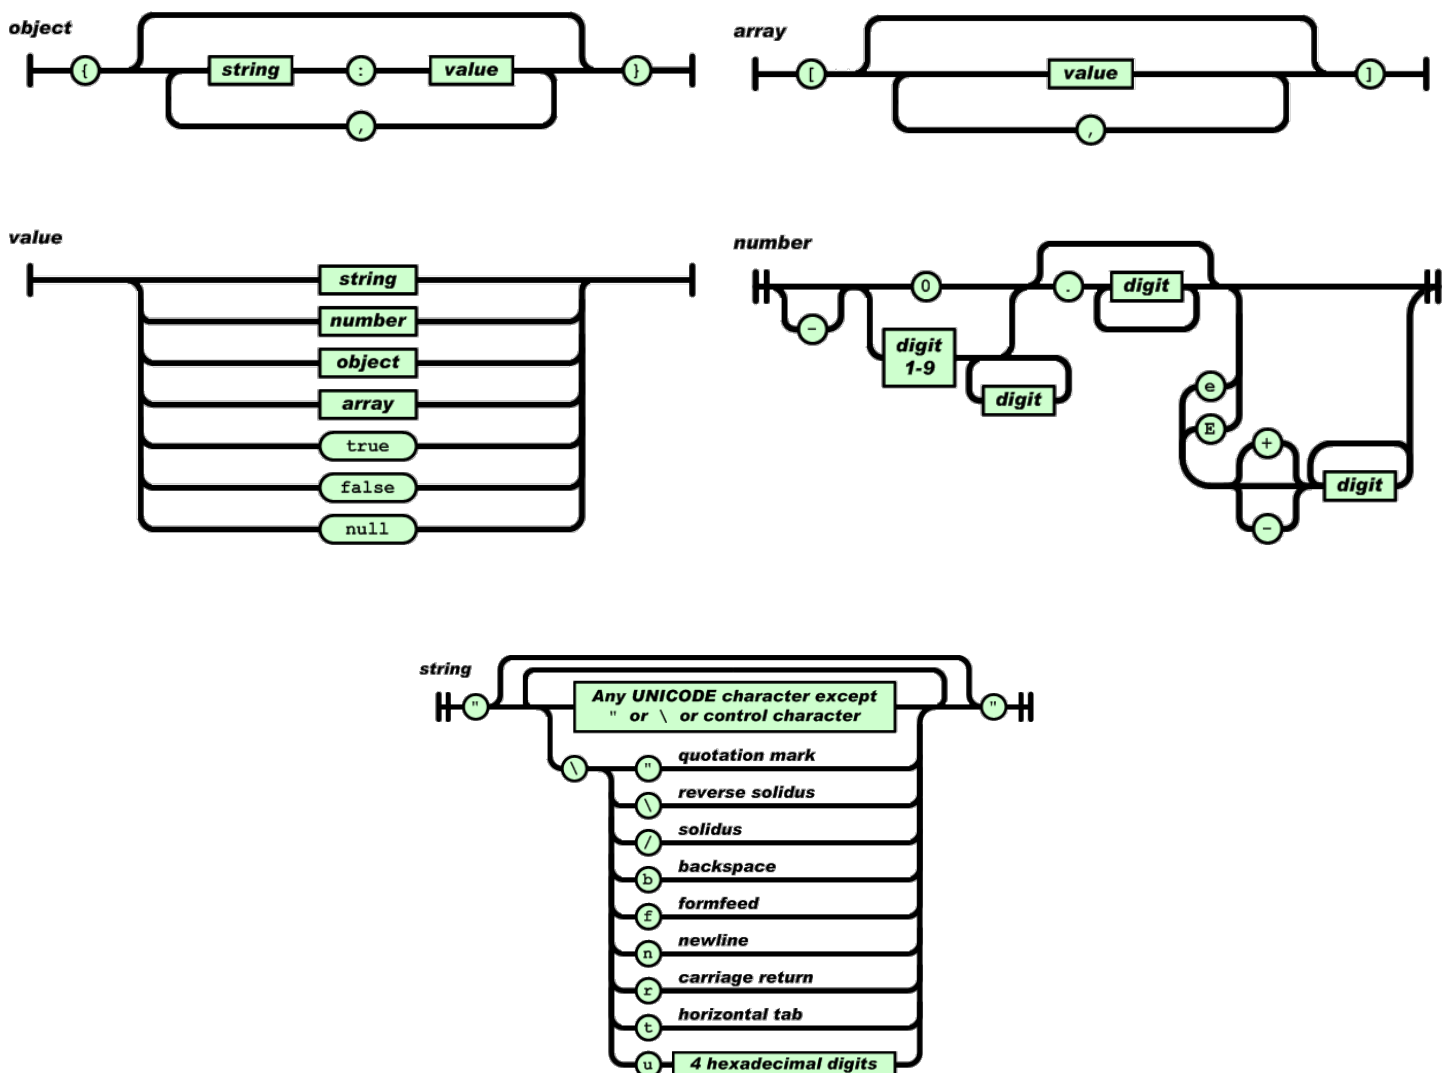 object
{
string
:
value
}
,
array
[
value
]
,
value
string
number
object
array
true
false
null
number
0
.
digit
-
digit
1-9
digit
e
E
+
digit
-
string
"
Any UNICODE character except
" or \ or control character
"
\
" quotation mark
\ reverse solidus
/ solidus
b backspace
f formfeed
n newline
r carriage return
t horizontal tab
u 4 hexadecimal digits